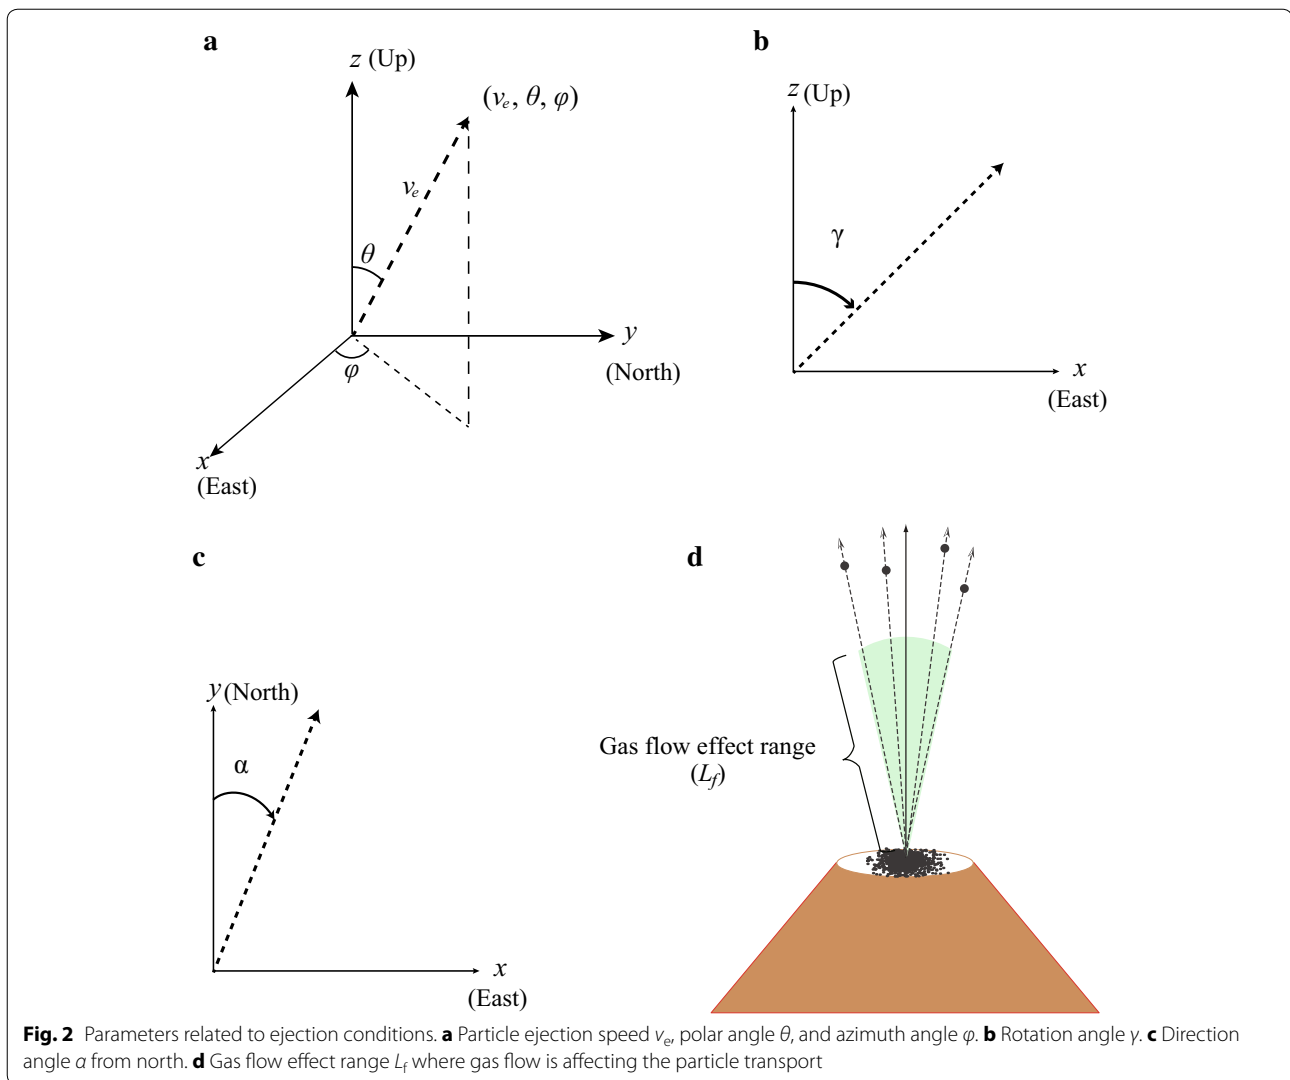 a
z (Up)
(vₑ, θ, φ)
vₑ
θ
y
(North)
φ
x
(East)
b
z (Up)
γ
x
(East)
c
y (North)
α
x
(East)
d
Gas flow effect range
(L_f)
Fig. 2 Parameters related to ejection conditions. a Particle ejection speed vₑ, polar angle θ, and azimuth angle φ. b Rotation angle γ. c Direction
angle α from north. d Gas flow effect range L_f where gas flow is affecting the particle transport